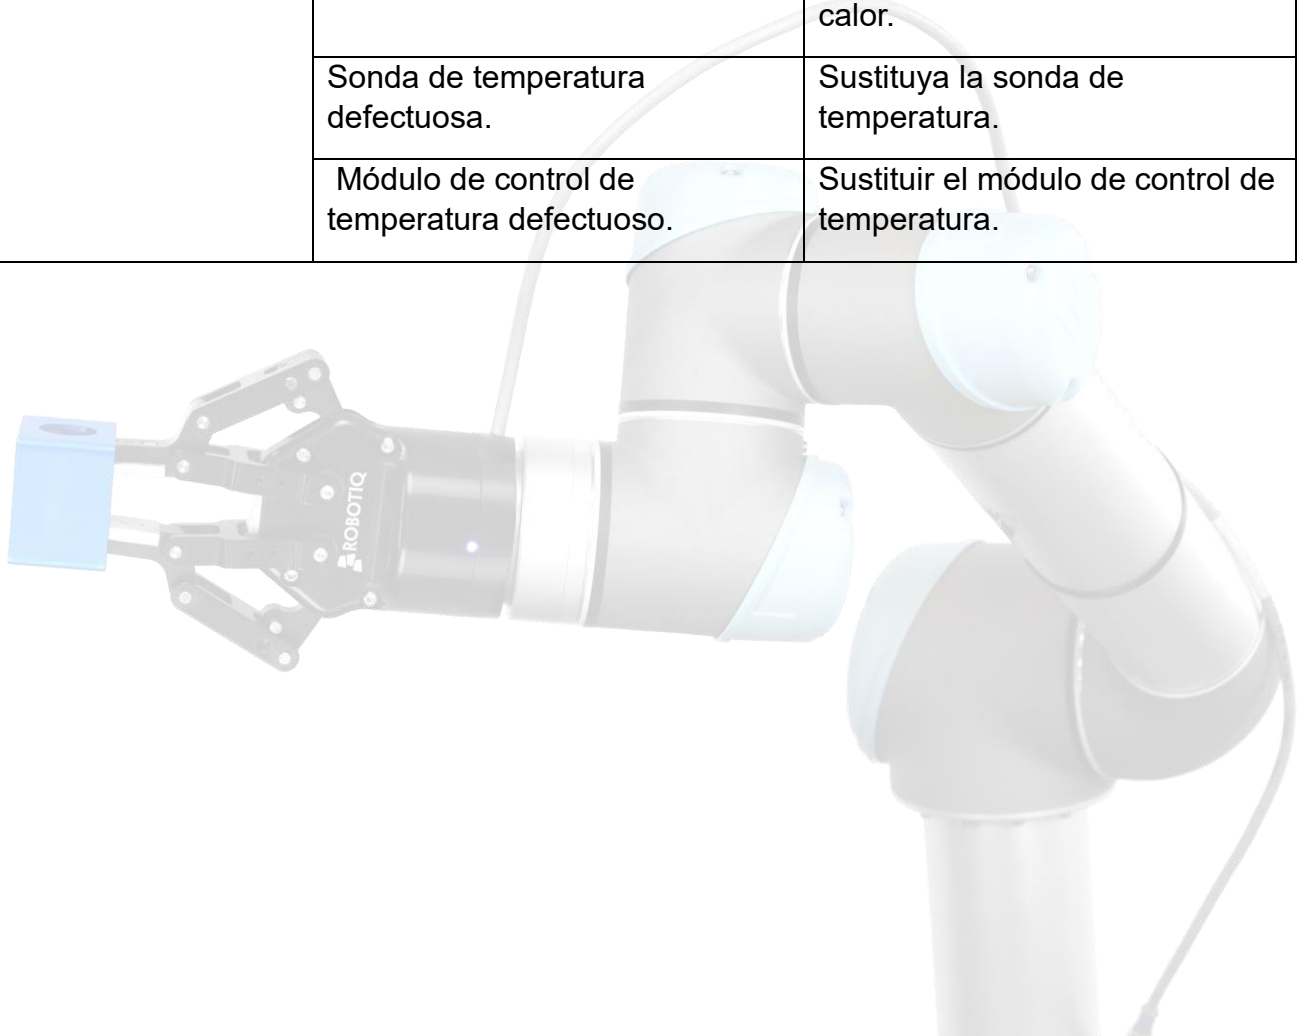 calor.
Sonda de temperatura
defectuosa.
Sustituya la sonda de
temperatura.
Módulo de control de
temperatura defectuoso.
Sustituir el módulo de control de
temperatura.
ROBOTIQ